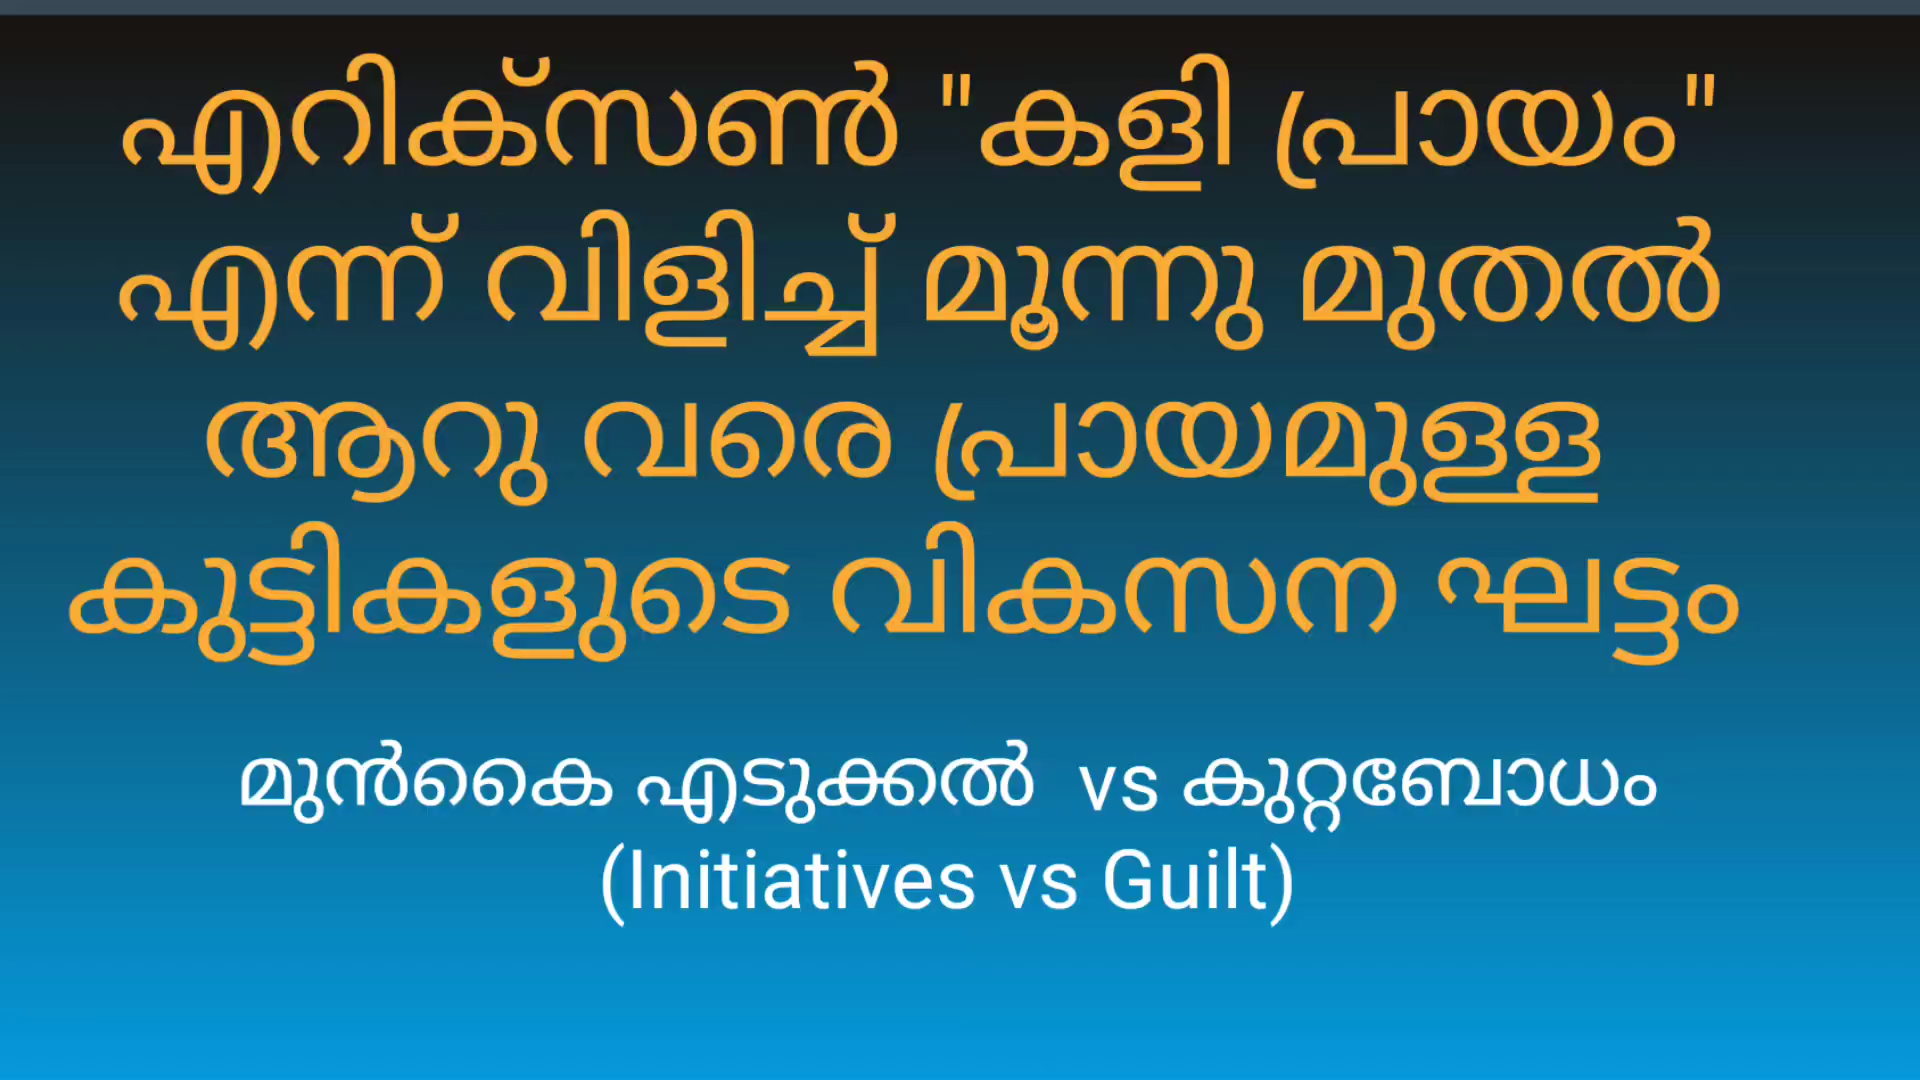 എറിക്സൺ "കളി പ്രായം"
എന്ന് വിളിച്ച് മൂന്നു മുതൽ
ആറു വരെ പ്രായമുള്ള
കുട്ടികളുടെ വികസന ഘട്ടം
മുൻകൈ എടുക്കൽ vs കുറ്റബോധം
(Initiatives vs Guilt)